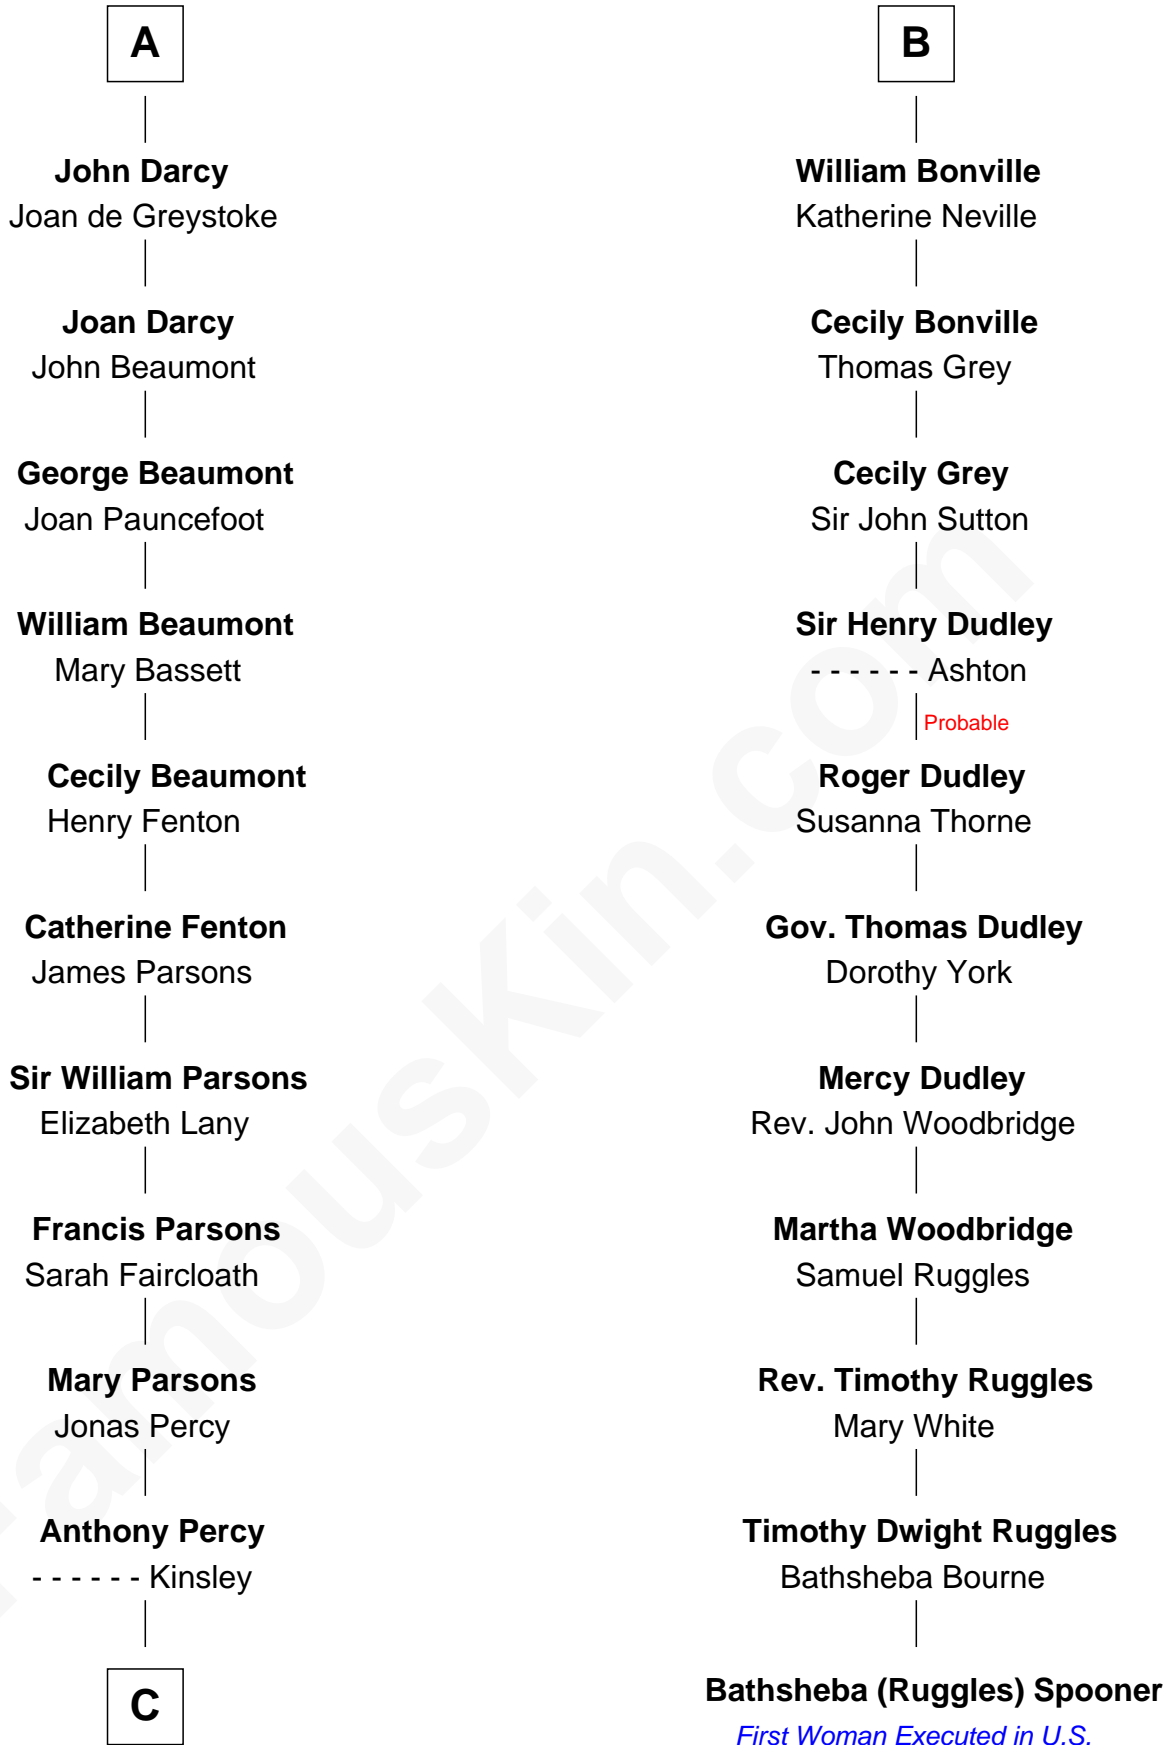 A
John Darcy
Joan de Greystoke
Joan Darcy
John Beaumont
George Beaumont
Joan Pauncefoot
William Beaumont
Mary Bassett
Cecily Beaumont
Henry Fenton
Catherine Fenton
James Parsons
Sir William Parsons
Elizabeth Lany
Francis Parsons
Sarah Faircloath
Mary Parsons
Jonas Percy
Anthony Percy
- - - - - - Kinsley
C
B
William Bonville
Katherine Neville
Cecily Bonville
Thomas Grey
Cecily Grey
Sir John Sutton
Sir Henry Dudley
- - - - - - Ashton
Probable
Roger Dudley
Susanna Thorne
Gov. Thomas Dudley
Dorothy York
Mercy Dudley
Rev. John Woodbridge
Martha Woodbridge
Samuel Ruggles
Rev. Timothy Ruggles
Mary White
Timothy Dwight Ruggles
Bathsheba Bourne
Bathsheba (Ruggles) Spooner
First Woman Executed in U.S.
FamousKin.com